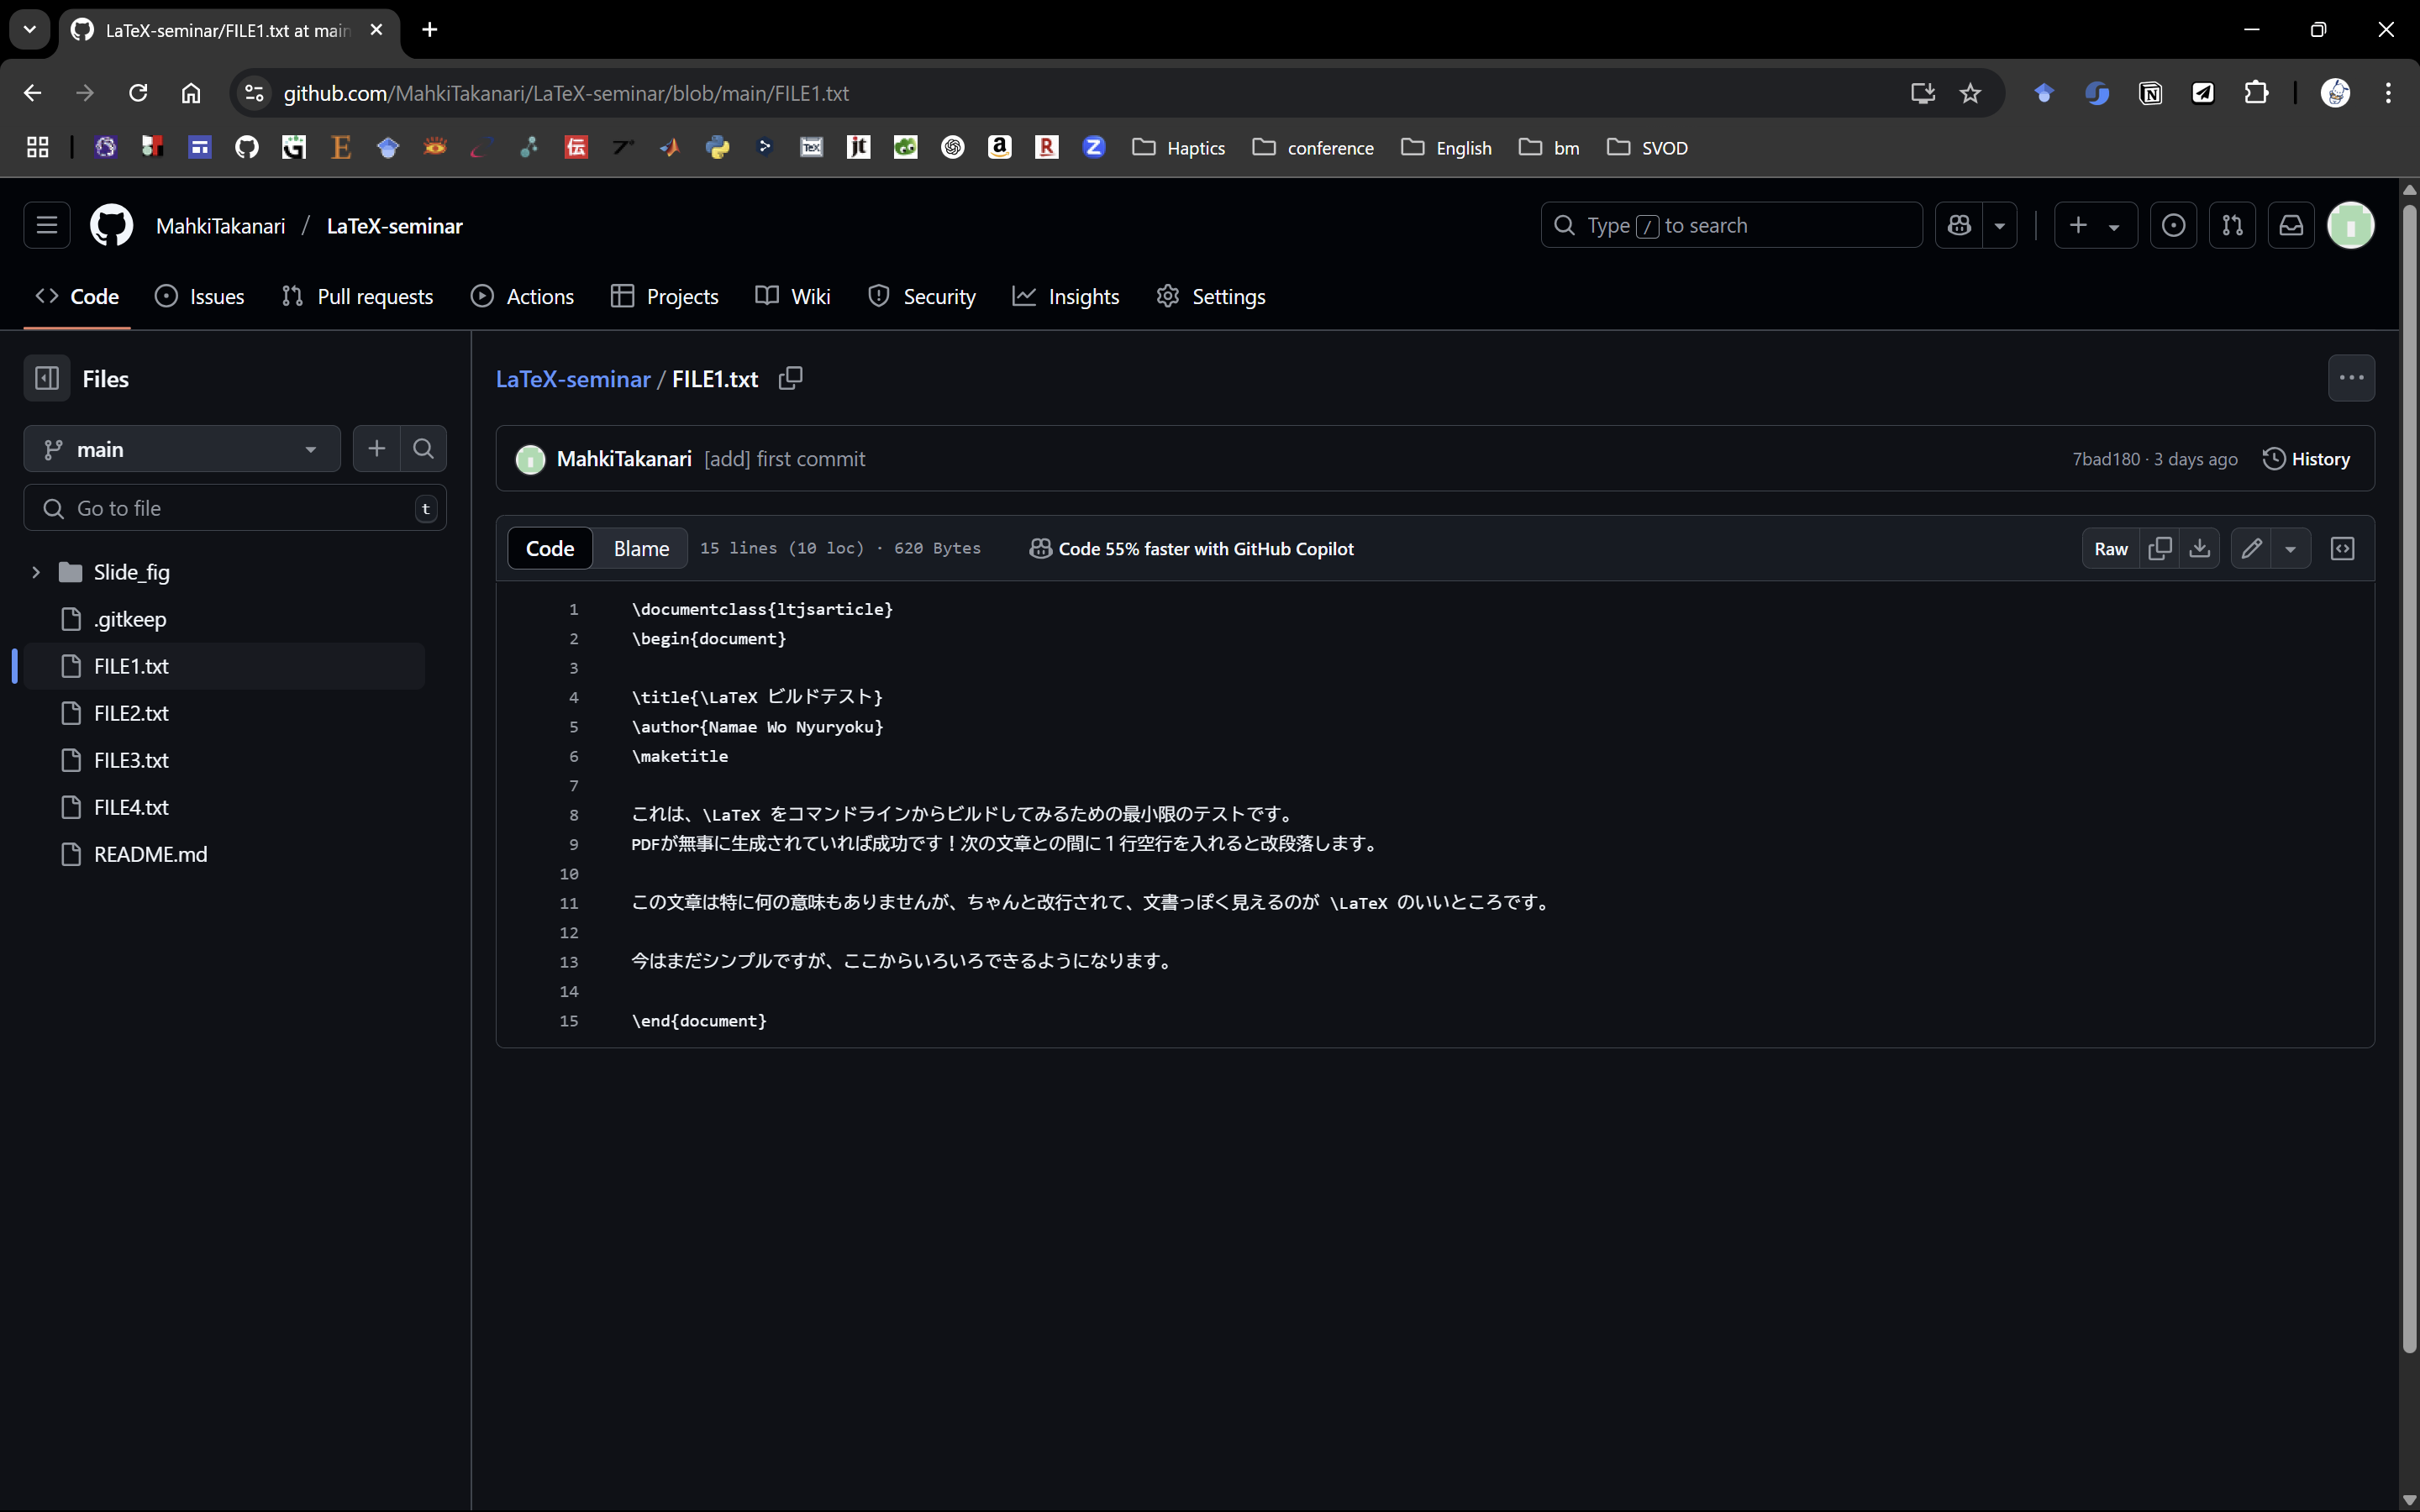 LaTeX-seminar/FILE1.txt at main
github.com/MahkiTakanari/LaTeX-seminar/blob/main/FILE1.txt
Haptics conference English bm SVOD
MahkiTakanari / LaTeX-seminar
Type / to search
Code Issues Pull requests Actions Projects Wiki Security Insights Settings
Files
main
Go to file t
Slide_fig
.gitkeep
FILE1.txt
FILE2.txt
FILE3.txt
FILE4.txt
README.md
LaTeX-seminar / FILE1.txt
MahkiTakanari [add] first commit 7bad180 · 3 days ago History
Code Blame 15 lines (10 loc) · 620 Bytes Code 55% faster with GitHub Copilot Raw
1 \documentclass{ltjsarticle}
2 \begin{document}
3
4 \title{\LaTeX ビルドテスト}
5 \author{Namae Wo Nyuryoku}
6 \maketitle
7
8 これは、\LaTeX をコマンドラインからビルドしてみるための最小限のテストです。
9 PDFが無事に生成されていれば成功です！次の文章との間に１行空行を入れると改段落します。
10
11 この文章は特に何の意味もありませんが、ちゃんと改行されて、文書っぽく見えるのが \LaTeX のいいところです。
12
13 今はまだシンプルですが、ここからいろいろできるようになります。
14
15 \end{document}